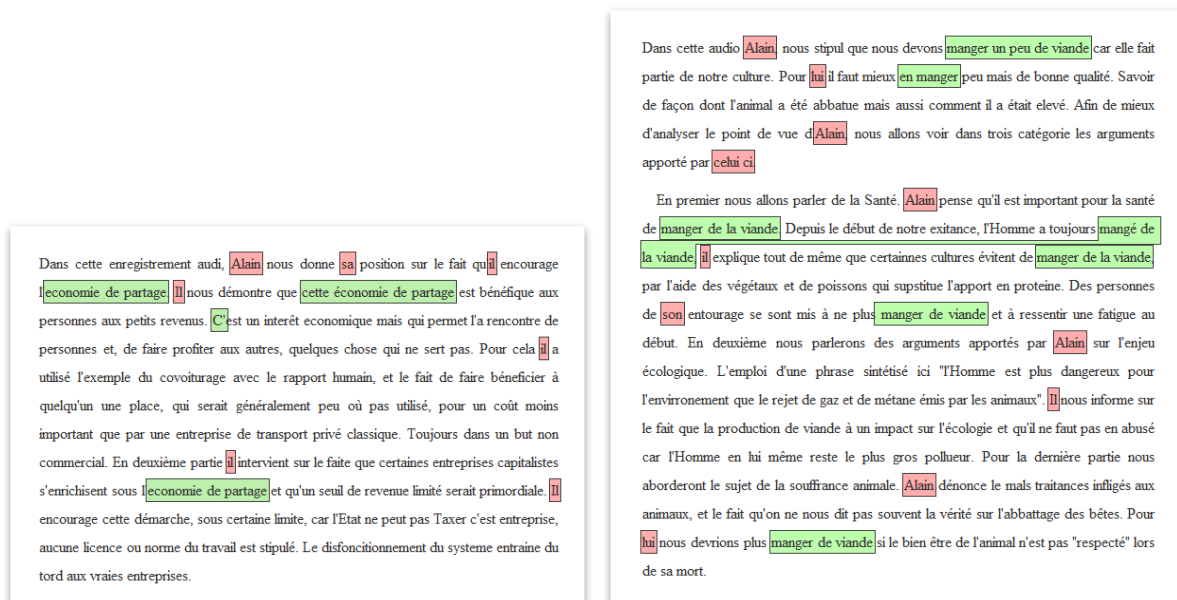 Dans cette enregistrement audi, Alain nous donne sa position sur le fait qu'il encourage
l'economie de partage. Il nous démontre que cette économie de partage est bénéfique aux
personnes aux petits revenus. C'est un interêt economique mais qui permet l'a rencontre de
personnes et, de faire profiter aux autres, quelques chose qui ne sert pas. Pour cela il a
utilisé l'exemple du covoiturage avec le rapport humain, et le fait de faire béneficier à
quelqu'un une place, qui serait généralement peu où pas utilisé, pour un coût moins
important que par une entreprise de transport privé classique. Toujours dans un but non
commercial. En deuxième partie il intervient sur le faite que certaines entreprises capitalistes
s'enrichisent sous l'economie de partage et qu'un seuil de revenue limité serait primordiale. Il
encourage cette démarche, sous certaine limite, car l'Etat ne peut pas Taxer c'est entreprise,
aucune licence ou norme du travail est stipulé. Le disfoncitionnement du systeme entraine du
tord aux vraies entreprises.
Dans cette audio Alain, nous stipul que nous devons manger un peu de viande car elle fait
partie de notre culture. Pour lui il faut mieux en manger peu mais de bonne qualité. Savoir
de façon dont l'animal a été abbatue mais aussi comment il a était elevé. Afin de mieux
d'analyser le point de vue d'Alain, nous allons voir dans trois catégorie les arguments
apporté par celui ci.
En premier nous allons parler de la Santé. Alain pense qu'il est important pour la santé
de manger de la viande. Depuis le début de notre exitance, l'Homme a toujours mangé de
la viande, il explique tout de même que certainnes cultures évitent de manger de la viande,
par l'aide des végétaux et de poissons qui supstitue l'apport en proteine. Des personnes
de son entourage se sont mis à ne plus manger de viande et à ressentir une fatigue au
début. En deuxième nous parlerons des arguments apportés par Alain sur l'enjeu
écologique. L'emploi d'une phrase sintétisé ici "l'Homme est plus dangereux pour
l'envirronement que le rejet de gaz et de métane émis par les animaux". Il nous informe sur
le fait que la production de viande à un impact sur l'écologie et qu'il ne faut pas en abusé
car l'Homme en lui même reste le plus gros pollueur. Pour la dernière partie nous
aborderont le sujet de la souffrance animale. Alain dénonce le mals traitances infligés aux
animaux, et le fait qu'on ne nous dit pas souvent la vérité sur l'abbattage des bêtes. Pour
lui nous devrions plus manger de viande si le bien être de l'animal n'est pas "respecté" lors
de sa mort.